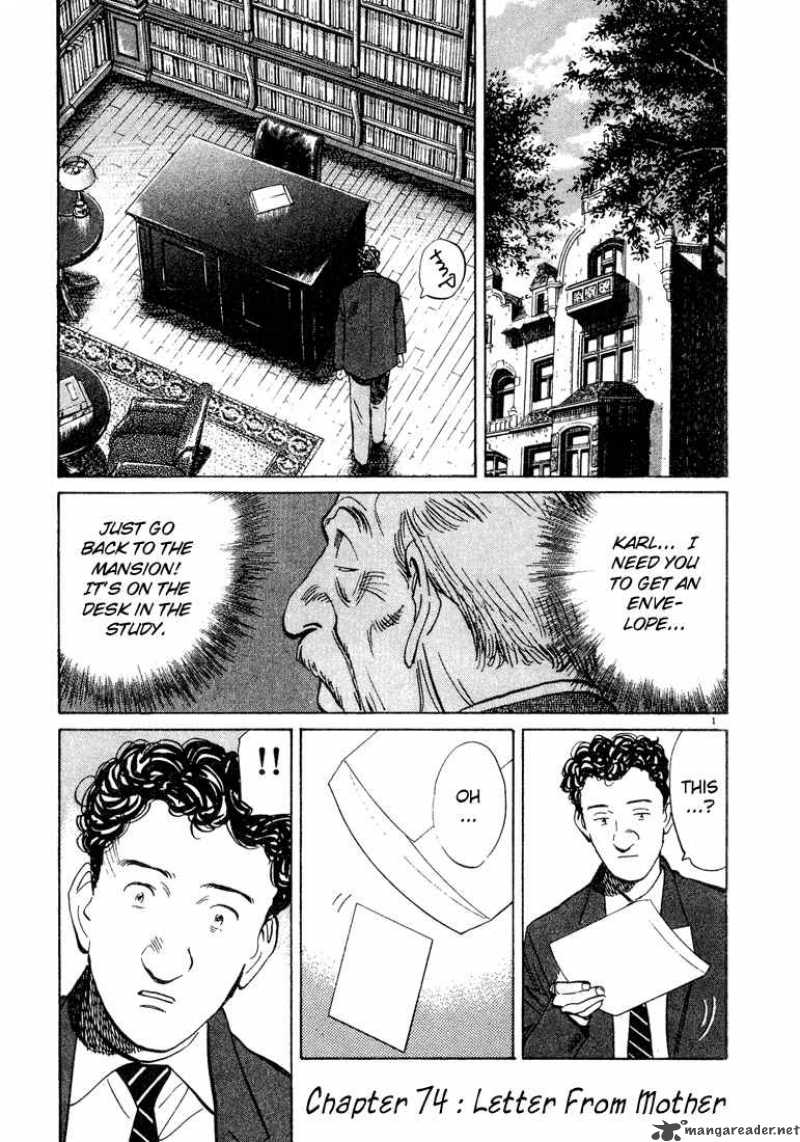 tmp
KARL... I
NEED YOU
TO GET AN
ENVE-
LOPE...
JUST GO
BACK TO THE
MANSION!
IT'S ON THE
DESK IN THE
STUDY.
1
THIS
...?
OH
...
!!
Chapter 74 : Letter From Mother
mangareader.net